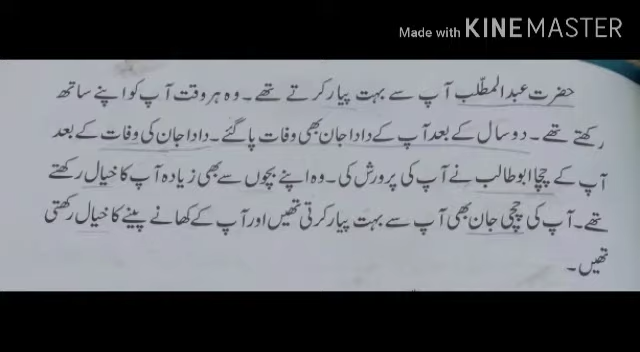 Made with KINEMASTER
حضرت عبدالمطلّب آپ سے بہت پیار کرتے تھے۔ وہ ہر وقت آپ کو اپنے ساتھ
رکھتے تھے۔ دو سال کے بعد آپ کے دادا جان بھی وفات پا گئے۔ دادا جان کی وفات کے بعد
آپ کے چچا ابوطالب نے آپ کی پرورش کی۔ وہ اپنے بچوں سے بھی زیادہ آپ کا خیال رکھتے
تھے۔ آپ کی چچی جان بھی آپ سے بہت پیار کرتی تھیں اور آپ کے کھانے پینے کا خیال رکھتی
تھیں۔